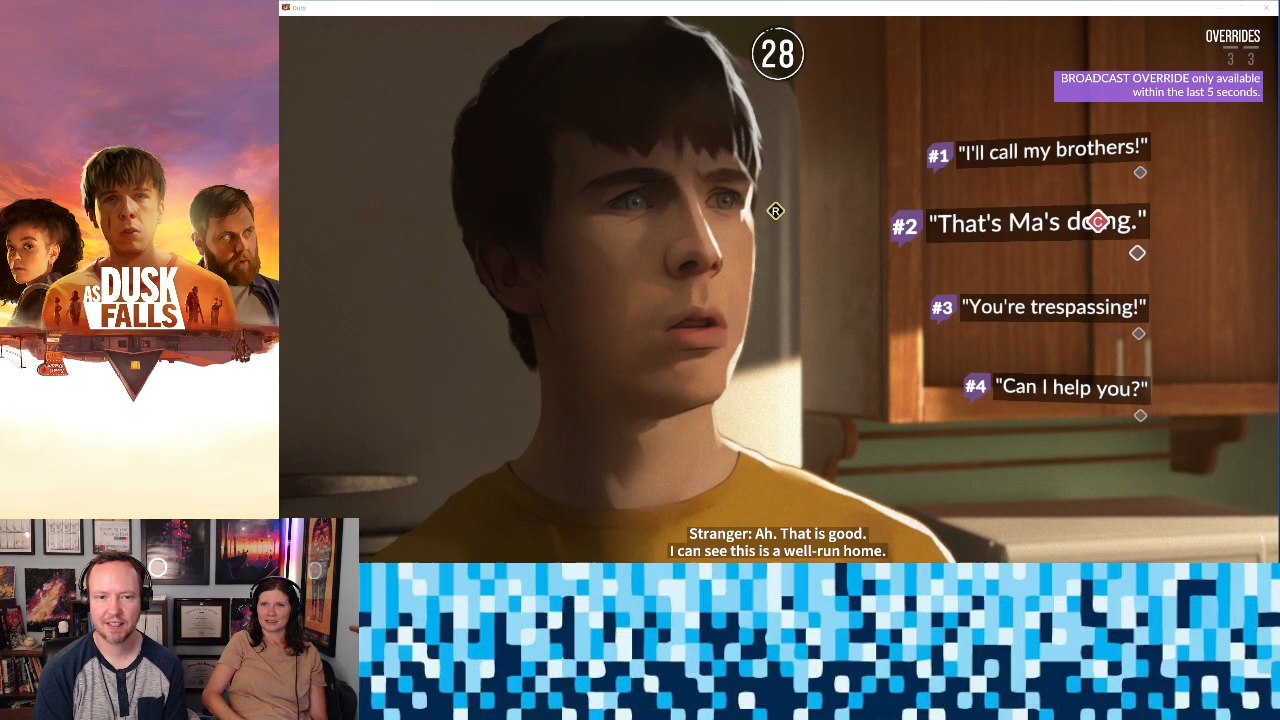 Dusk
28
OVERRIDES
3 3
BROADCAST OVERRIDE only available
within the last 5 seconds.
#1 "I'll call my brothers!"
R
#2 "That's Ma's doing."
C
#3 "You're trespassing!"
#4 "Can I help you?"
AS DUSK
FALLS
Stranger: Ah. That is good.
I can see this is a well-run home.